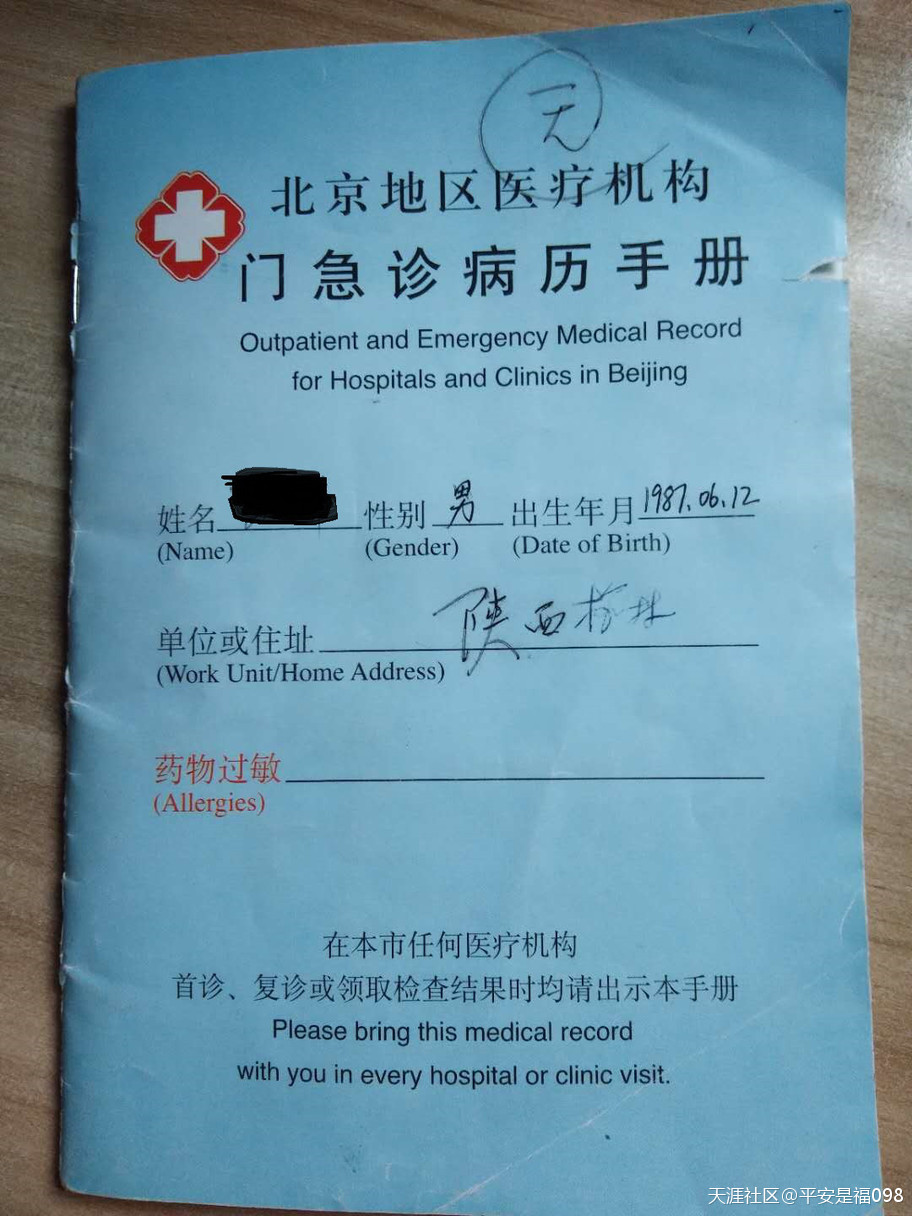 无
北京地区医疗机构
门急诊病历手册
Outpatient and Emergency Medical Record
for Hospitals and Clinics in Beijing
姓名 性别 男 出生年月 1987.06.12
(Name) (Gender) (Date of Birth)
单位或住址 陕西榆林
(Work Unit/Home Address)
药物过敏
(Allergies)
在本市任何医疗机构
首诊、复诊或领取检查结果时均请出示本手册
Please bring this medical record
with you in every hospital or clinic visit.
天涯社区@平安是福098